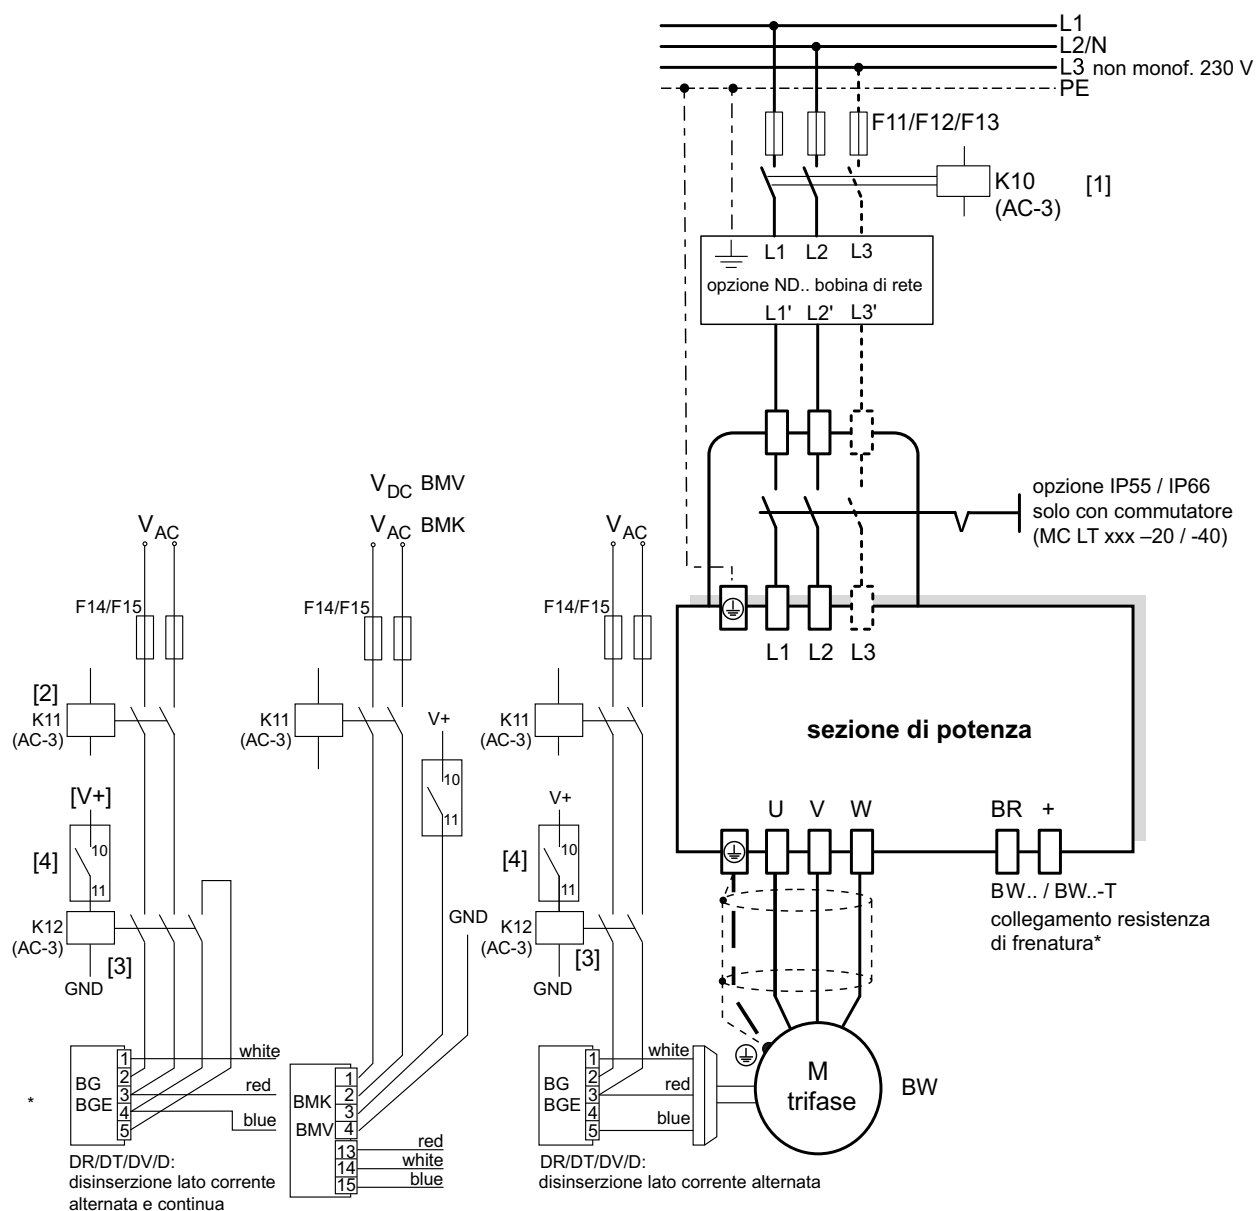 L1
L2/N
L3 non monof. 230 V
PE
F11/F12/F13
K10
(AC-3)
[1]
L1 L2 L3
opzione ND.. bobina di rete
L1' L2' L3'
opzione IP55 / IP66
solo con commutatore
(MC LT xxx –20 / -40)
L1 L2 L3
sezione di potenza
U V W
BR +
BW.. / BW..-T
collegamento resistenza
di frenatura*
M
trifase
BW
VAC
F14/F15
[2]
K11
(AC-3)
[V+]
[4]
10
11
K12
(AC-3)
[3]
GND
BG
BGE
1
2
3
4
5
white
red
blue
*
DR/DT/DV/D:
disinserzione lato corrente
alternata e continua
VDC BMV
VAC BMK
F14/F15
K11
(AC-3)
V+
10
11
GND
BMK
BMV
1
2
3
4
13
14
15
red
white
blue
VAC
F14/F15
K11
(AC-3)
V+
[4]
10
11
K12
(AC-3)
[3]
GND
BG
BGE
1
2
3
4
5
white
red
blue
DR/DT/DV/D:
disinserzione lato corrente alternata